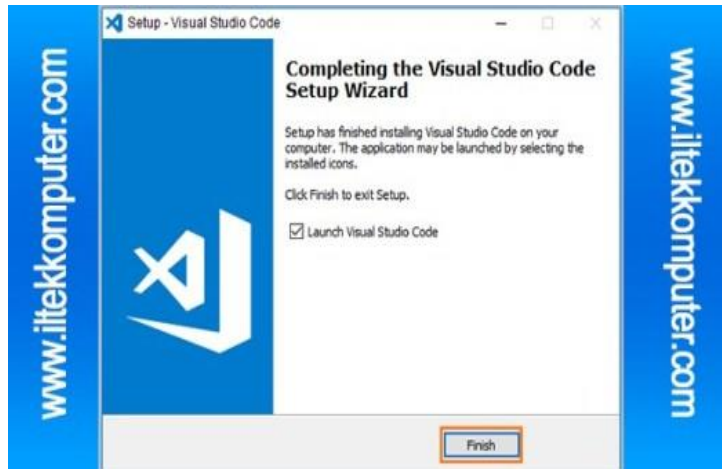 Setup - Visual Studio Code
Completing the Visual Studio Code
Setup Wizard
Setup has finished installing Visual Studio Code on your
computer. The application may be launched by selecting the
installed icons.
Click Finish to exit Setup.
Launch Visual Studio Code
Finish
www.iltekkomputer.com
www.iltekkomputer.com